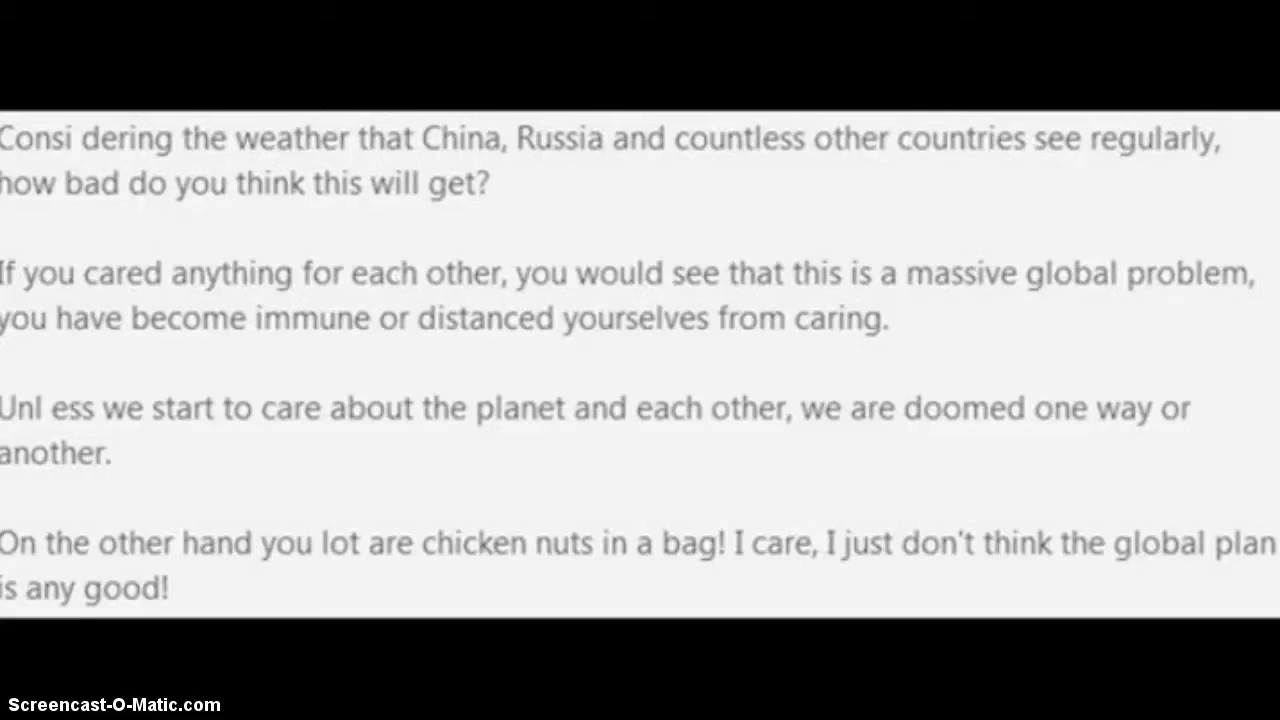 Consi dering the weather that China, Russia and countless other countries see regularly,
how bad do you think this will get?
If you cared anything for each other, you would see that this is a massive global problem,
you have become immune or distanced yourselves from caring.
Unl ess we start to care about the planet and each other, we are doomed one way or
another.
On the other hand you lot are chicken nuts in a bag! I care, I just don't think the global plan
is any good!
Screencast-O-Matic.com